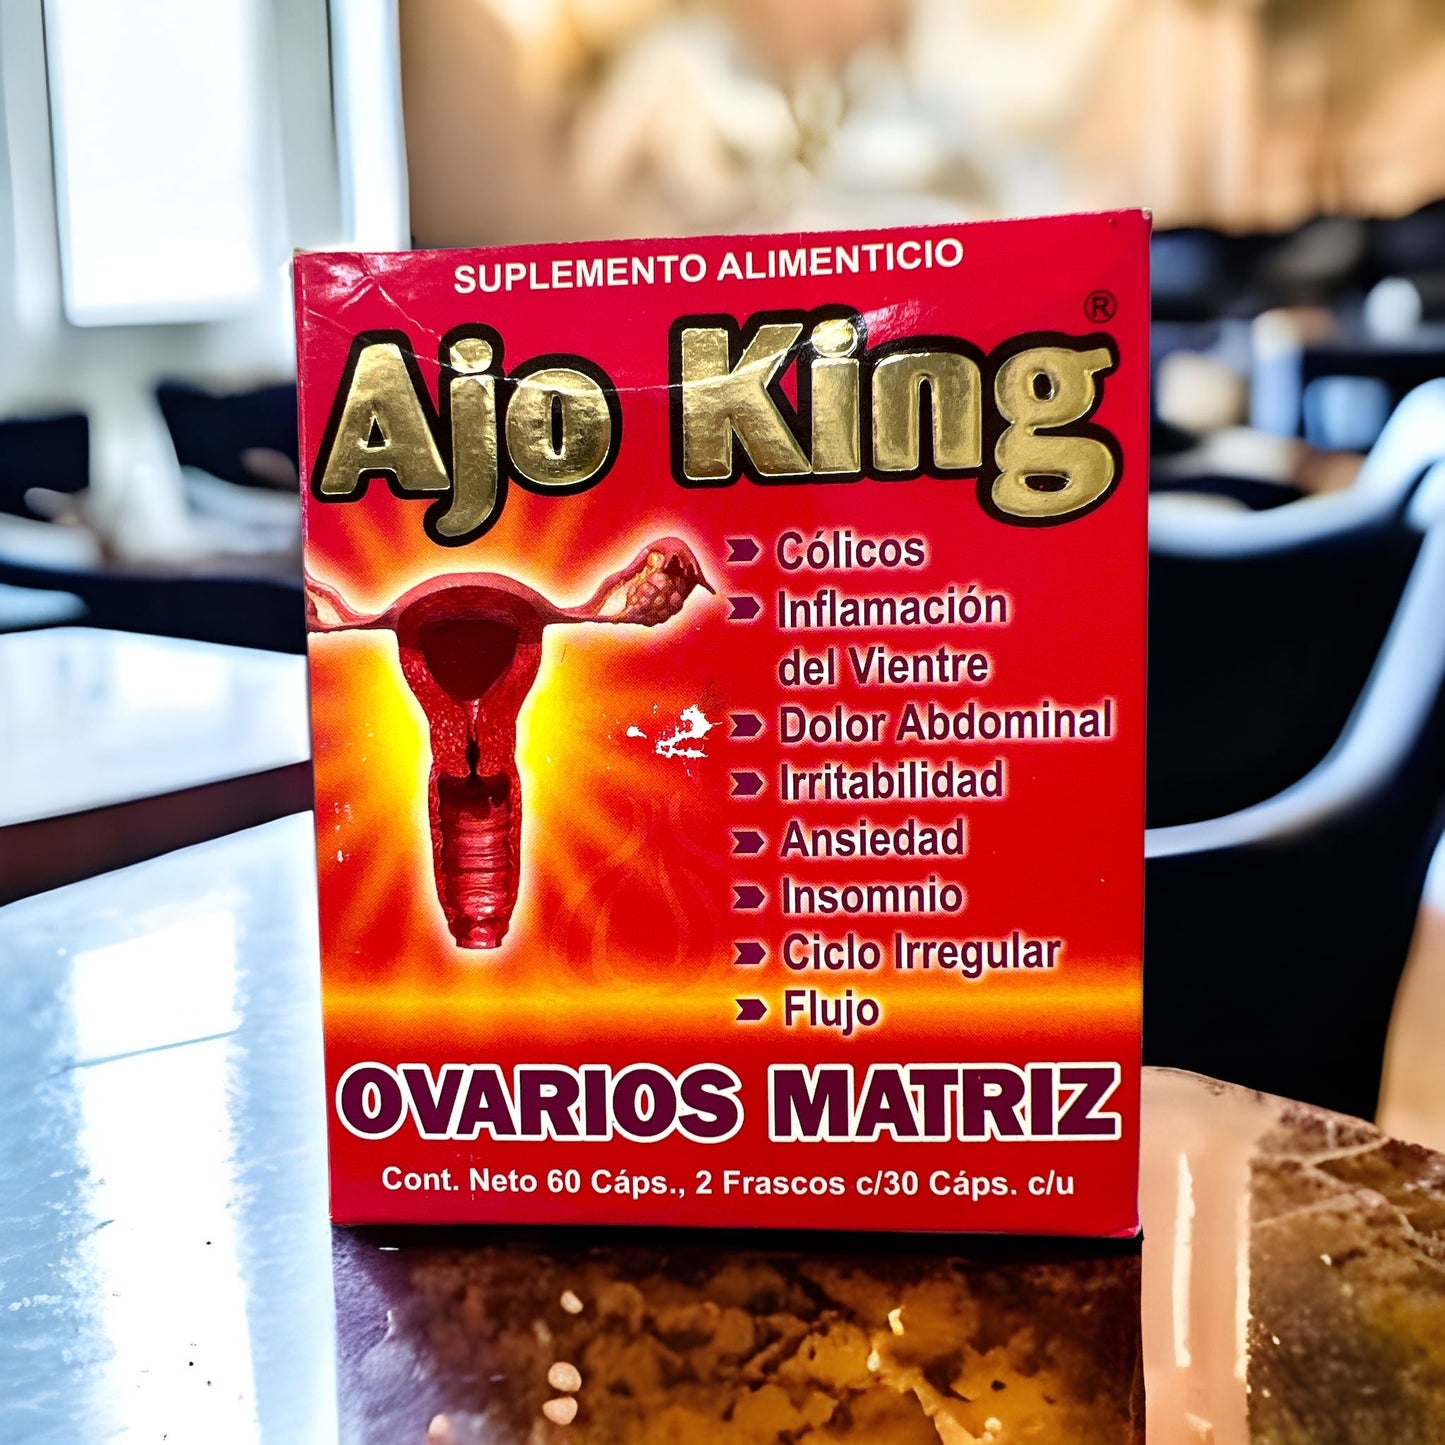 SUPLEMENTO ALIMENTICIO
Ajo King ®
Cólicos
Inflamación
del Vientre
Dolor Abdominal
Irritabilidad
Ansiedad
Insomnio
Ciclo Irregular
Flujo
OVARIOS MATRIZ
Cont. Neto 60 Cáps., 2 Frascos c/30 Cáps. c/u